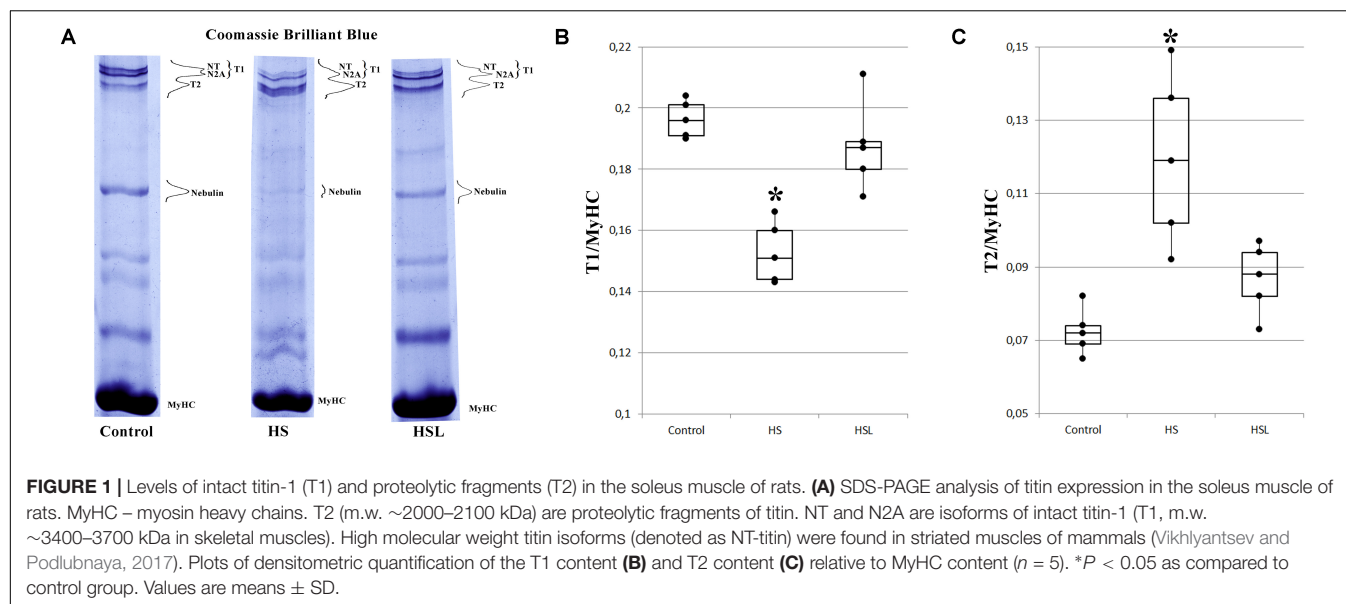 A
Coomassie Brilliant Blue
NT
N2A
T1
T2
Nebulin
MyHC
Control
NT
N2A
T1
T2
Nebulin
MyHC
HS
NT
N2A
T1
T2
Nebulin
MyHC
HSL
B
T1/MyHC
0,22
0,2
0,18
0,16
0,14
0,12
0,1
*
Control
HS
HSL
C
T2/MyHC
0,15
0,13
0,11
0,09
0,07
0,05
*
Control
HS
HSL
FIGURE 1 | Levels of intact titin-1 (T1) and proteolytic fragments (T2) in the soleus muscle of rats. (A) SDS-PAGE analysis of titin expression in the soleus muscle of
rats. MyHC – myosin heavy chains. T2 (m.w. ~2000–2100 kDa) are proteolytic fragments of titin. NT and N2A are isoforms of intact titin-1 (T1, m.w.
~3400–3700 kDa in skeletal muscles). High molecular weight titin isoforms (denoted as NT-titin) were found in striated muscles of mammals (Vikhlyantsev and
Podlubnaya, 2017). Plots of densitometric quantification of the T1 content (B) and T2 content (C) relative to MyHC content (n = 5). *P < 0.05 as compared to
control group. Values are means ± SD.